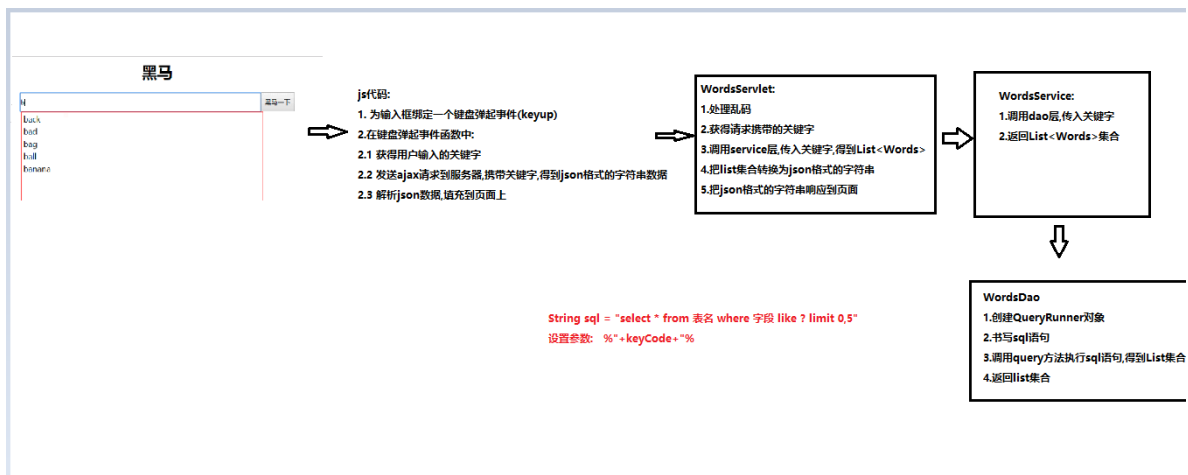 黑马
黑马一下
back
bad
bag
ball
banana
js代码:
1. 为输入框绑定一个键盘弹起事件(keyup)
2.在键盘弹起事件函数中:
2.1 获得用户输入的关键字
2.2 发送ajax请求到服务器,携带关键字,得到json格式的字符串数据
2.3 解析json数据,填充到页面上
WordsServlet:
1.处理乱码
2.获得请求携带的关键字
3.调用service层,传入关键字,得到List<Words>
4.把list集合转换为json格式的字符串
5.把json格式的字符串响应到页面
WordsService:
1.调用dao层,传入关键字
2.返回List<Words>集合
WordsDao
1.创建QueryRunner对象
2.书写sql语句
3.调用query方法执行sql语句,得到List集合
4.返回list集合
String sql = "select * from 表名 where 字段 like ? limit 0,5"
设置参数: %"+keyCode+"%